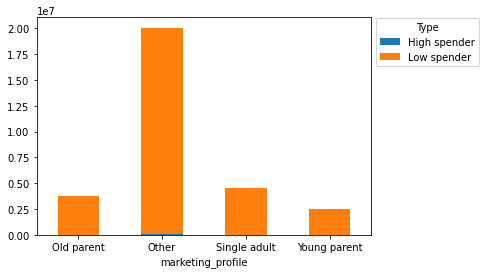 1e7
Type
High spender
Low spender
2.00
1.75
1.50
1.25
1.00
0.75
0.50
0.25
0.00
Old parent Other Single adult Young parent
marketing_profile